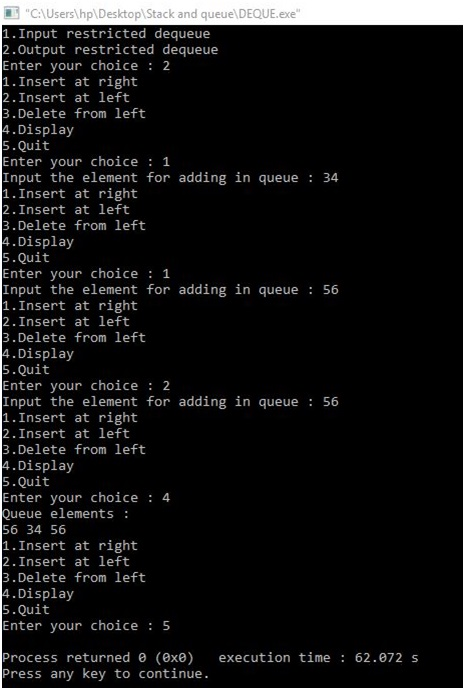 "C:\Users\hp\Desktop\Stack and queue\DEQUE.exe"
1.Input restricted dequeue
2.Output restricted dequeue
Enter your choice : 2
1.Insert at right
2.Insert at left
3.Delete from left
4.Display
5.Quit
Enter your choice : 1
Input the element for adding in queue : 34
1.Insert at right
2.Insert at left
3.Delete from left
4.Display
5.Quit
Enter your choice : 1
Input the element for adding in queue : 56
1.Insert at right
2.Insert at left
3.Delete from left
4.Display
5.Quit
Enter your choice : 2
Input the element for adding in queue : 56
1.Insert at right
2.Insert at left
3.Delete from left
4.Display
5.Quit
Enter your choice : 4
Queue elements :
56 34 56
1.Insert at right
2.Insert at left
3.Delete from left
4.Display
5.Quit
Enter your choice : 5
Process returned 0 (0x0)   execution time : 62.072 s
Press any key to continue.